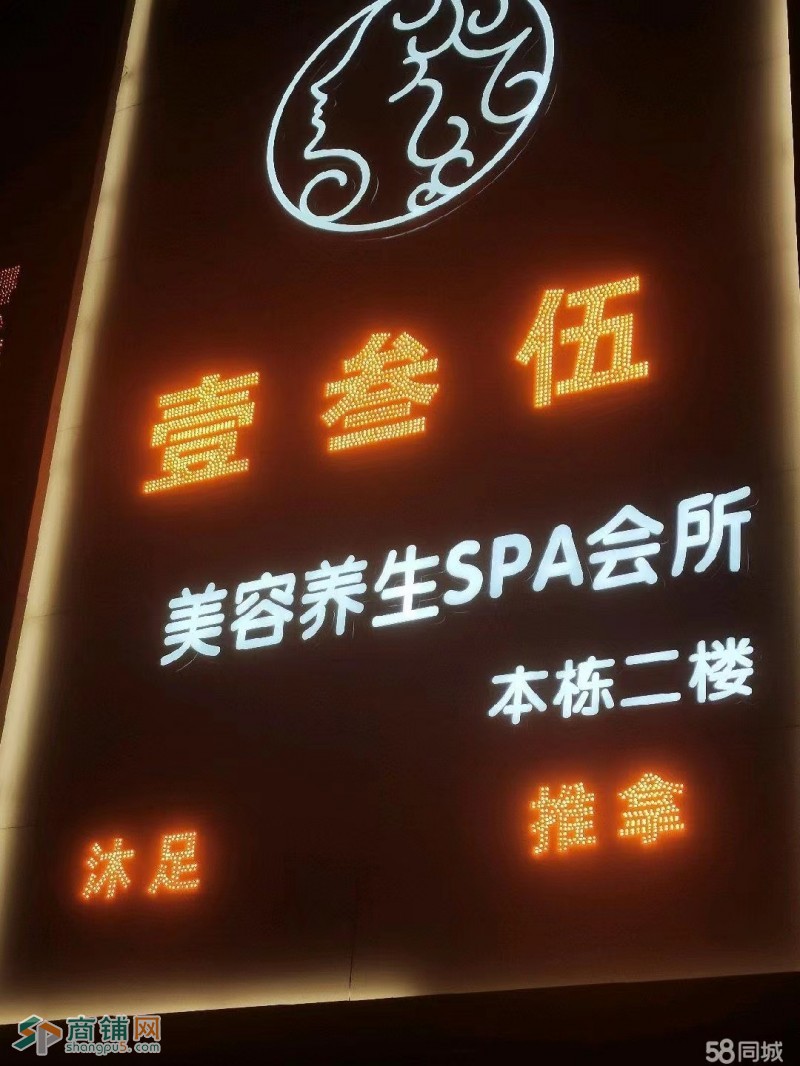 壹叁伍
美容养生SPA会所
本栋二楼
沐足 推拿
商铺网
shangpu5.com
58同城